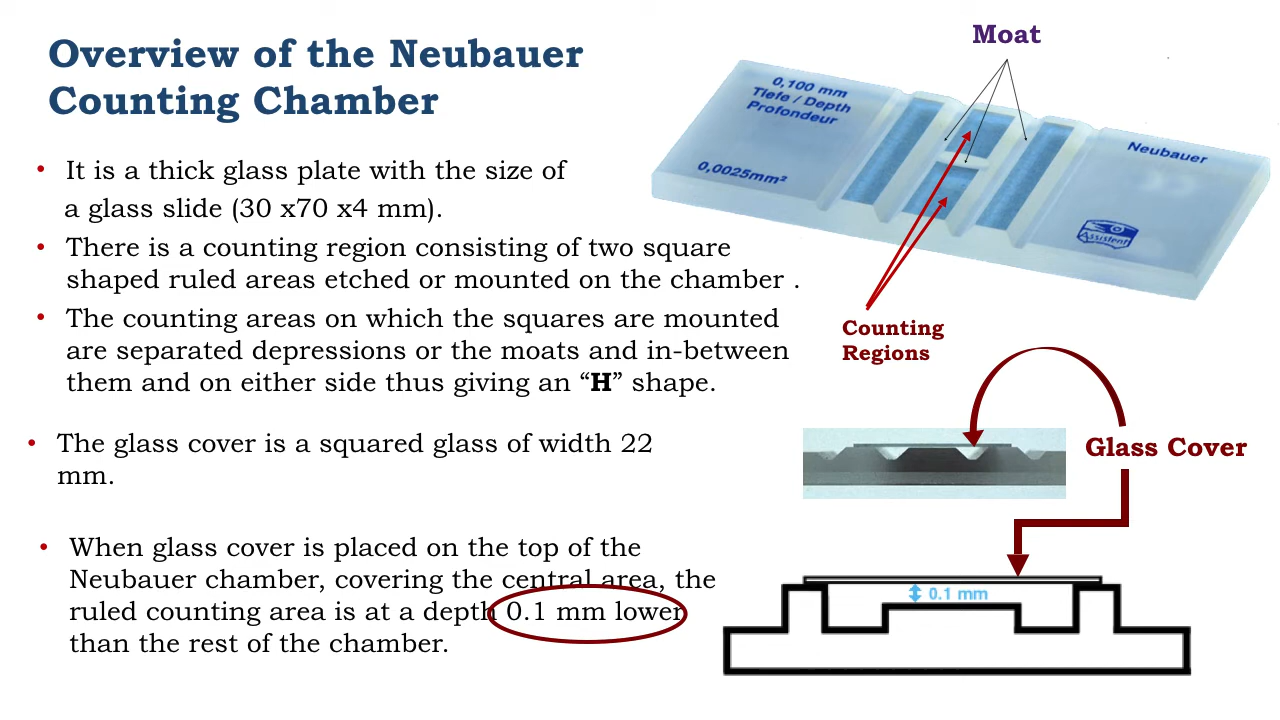 Overview of the Neubauer
Counting Chamber
• It is a thick glass plate with the size of
a glass slide (30 x70 x4 mm).
• There is a counting region consisting of two square
shaped ruled areas etched or mounted on the chamber .
• The counting areas on which the squares are mounted
are separated depressions or the moats and in-between
them and on either side thus giving an “H” shape.
• The glass cover is a squared glass of width 22
mm.
• When glass cover is placed on the top of the
Neubauer chamber, covering the central area, the
ruled counting area is at a depth 0.1 mm lower
than the rest of the chamber.
Moat
0,100 mm
Tiefe / Depth
Profondeur
0,0025mm²
Neubauer
Assistent
Counting
Regions
Glass Cover
0.1 mm